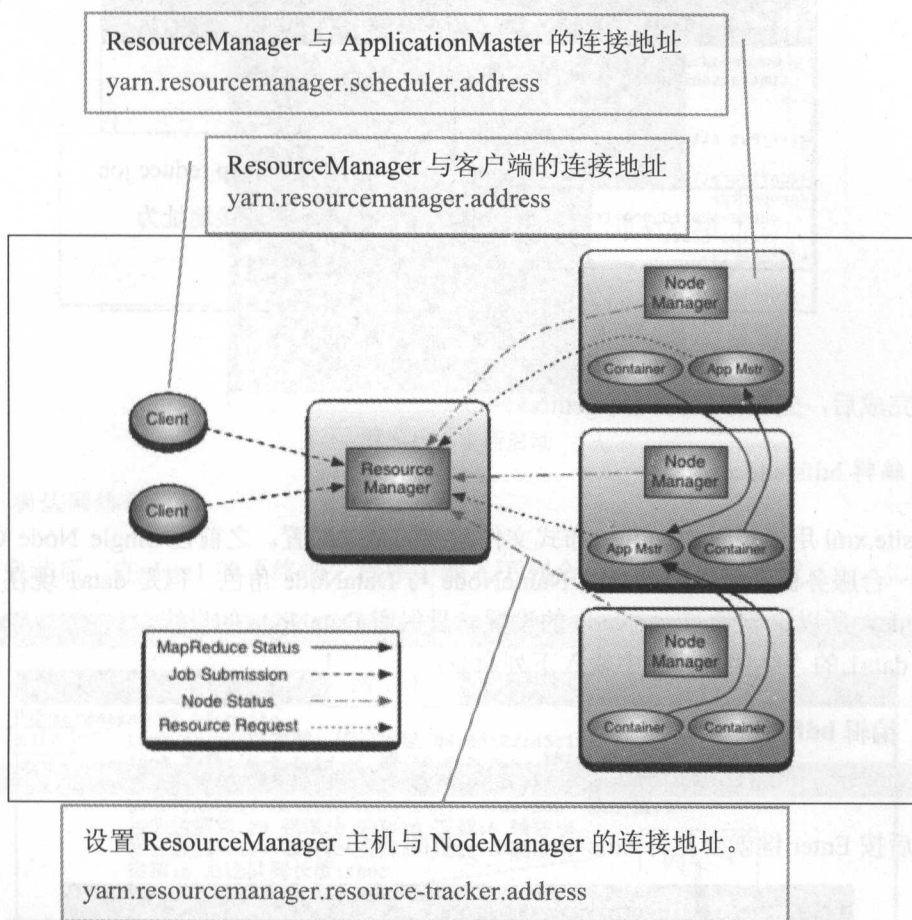 ResourceManager 与 ApplicationMaster 的连接地址
yarn.resourcemanager.scheduler.address
ResourceManager 与客户端的连接地址
yarn.resourcemanager.address
Node
Manager
Container
App Mstr
Client
Resource
Manager
Node
Manager
Client
App Mstr
Container
Node
Manager
MapReduce Status
Job Submission
Node Status
Resource Request
Container
Container
设置 ResourceManager 主机与 NodeManager 的连接地址
yarn.resourcemanager.resource-tracker.address